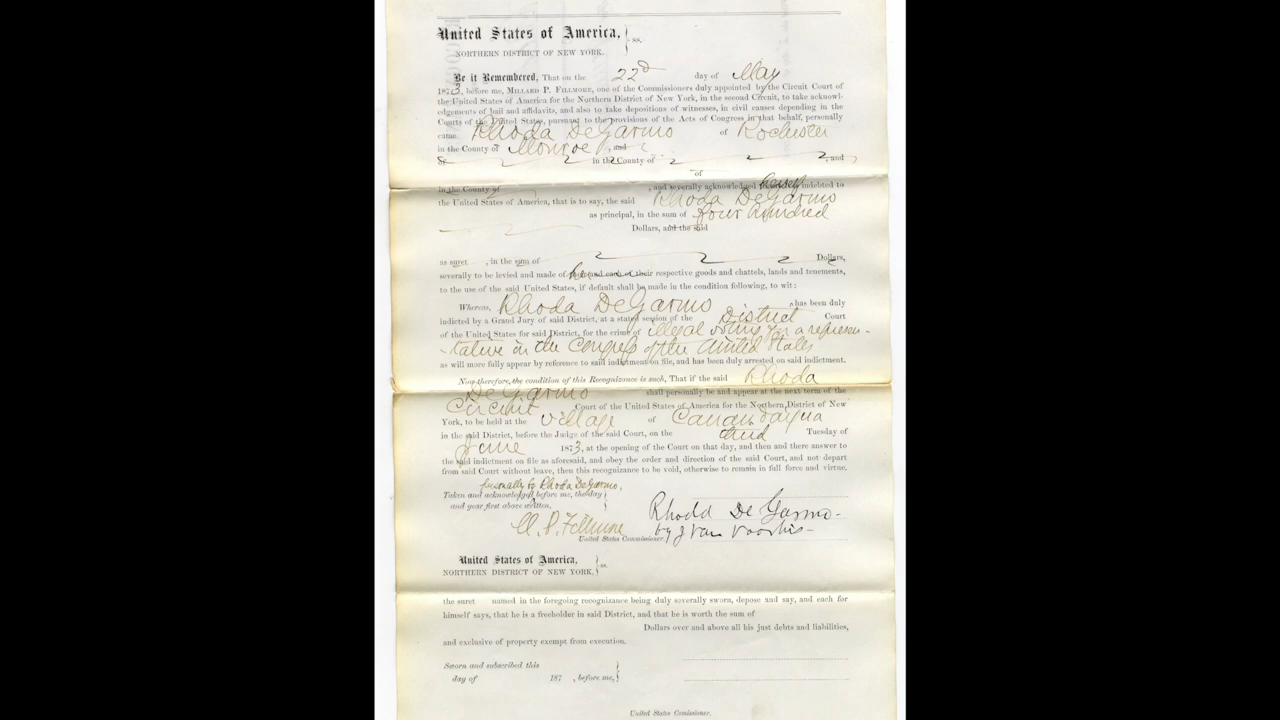 United States of America, } ss.
NORTHERN DISTRICT OF NEW YORK.
Be it Remembered, That on the 22d day of May
1873, before me, MILLARD P. FILLMORE, one of the Commissioners duly appointed by the Circuit Court of
the United States for the Northern District of New York, in the second Circuit, to take acknowl-
edgements of bail and affidavits, and also to take depositions of witnesses, in civil causes depending in the
Courts of the United States, pursuant to the provisions of the Acts of Congress in that behalf, personally
came Rhoda DeGarmo of Rochester
in the County of Monroe, and
in the County of , and
of
in the County of , and severally acknowledged herself indebted to
the United States of America, that is to say, the said Rhoda DeGarmo
as principal, in the sum of four hundred
Dollars, and the said
as suret , in the sum of Dollars,
severally to be levied and made of their and each of their respective goods and chattels, lands and tenements,
to the use of the said United States, if default shall be made in the condition following, to wit:
Whereas, Rhoda DeGarmo has been duly
indicted by a Grand Jury of said District, at a stated session of the District Court
of the United States for said District, for the crime of illegal voting for a represen-
-tative in the Congress of the United States
as will more fully appear by reference to said indictment on file, and has been duly arrested on said indictment.
Now therefore, the condition of this Recognizance is such, That if the said Rhoda
DeGarmo shall personally be and appear at the next term of the
Circuit Court of the United States of America for the Northern District of New
York, to be held at the village of Canandaigua
in the said District, before the Judge of the said Court, on the third Tuesday of
June 1873, at the opening of the Court on that day, and then and there answer to
the said indictment on file as aforesaid, and obey the order and direction of the said Court, and not depart
from said Court without leave, then this recognizance to be void, otherwise to remain in full force and virtue.
personally by Rhoda DeGarmo,
Taken and acknowledged before me, the day
and year first above written,
Rhoda De Garmo-
M. P. Fillmore by J Van Voorhis-
United States Commissioner.
United States of America, } ss.
NORTHERN DISTRICT OF NEW YORK,
the suret named in the foregoing recognizance being duly severally sworn, depose and say, and each for
himself says, that he is a freeholder in said District, and that he is worth the sum of
Dollars over and above all his just debts and liabilities,
and exclusive of property exempt from execution.
Sworn and subscribed this
day of 187 , before me,
United States Comissioner.